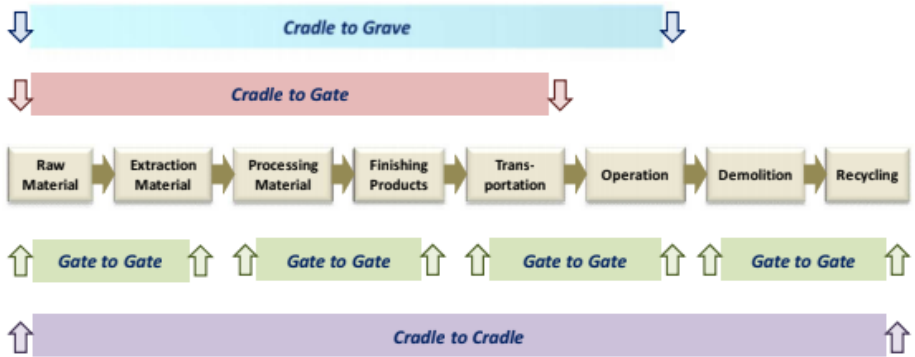 Cradle to Grave
Cradle to Gate
Raw
Material
Extraction
Material
Processing
Material
Finishing
Products
Trans-
portation
Operation
Demolition
Recycling
Gate to Gate
Gate to Gate
Gate to Gate
Gate to Gate
Cradle to Cradle